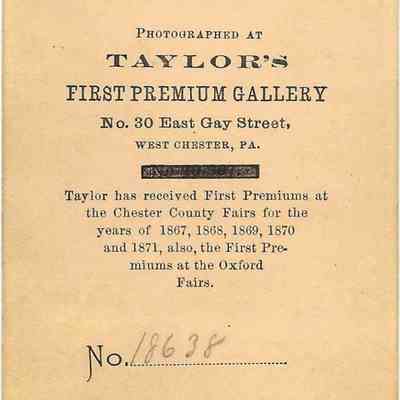 PHOTOGRAPHED AT
TAYLOR'S
FIRST PREMIUM GALLERY
No. 30 East Gay Street,
WEST CHESTER, PA.
Taylor has received First Premiums at
the Chester County Fairs for the
years of 1867, 1868, 1869, 1870
and 1871, also, the First Pre-
miums at the Oxford
Fairs.
No. 18638